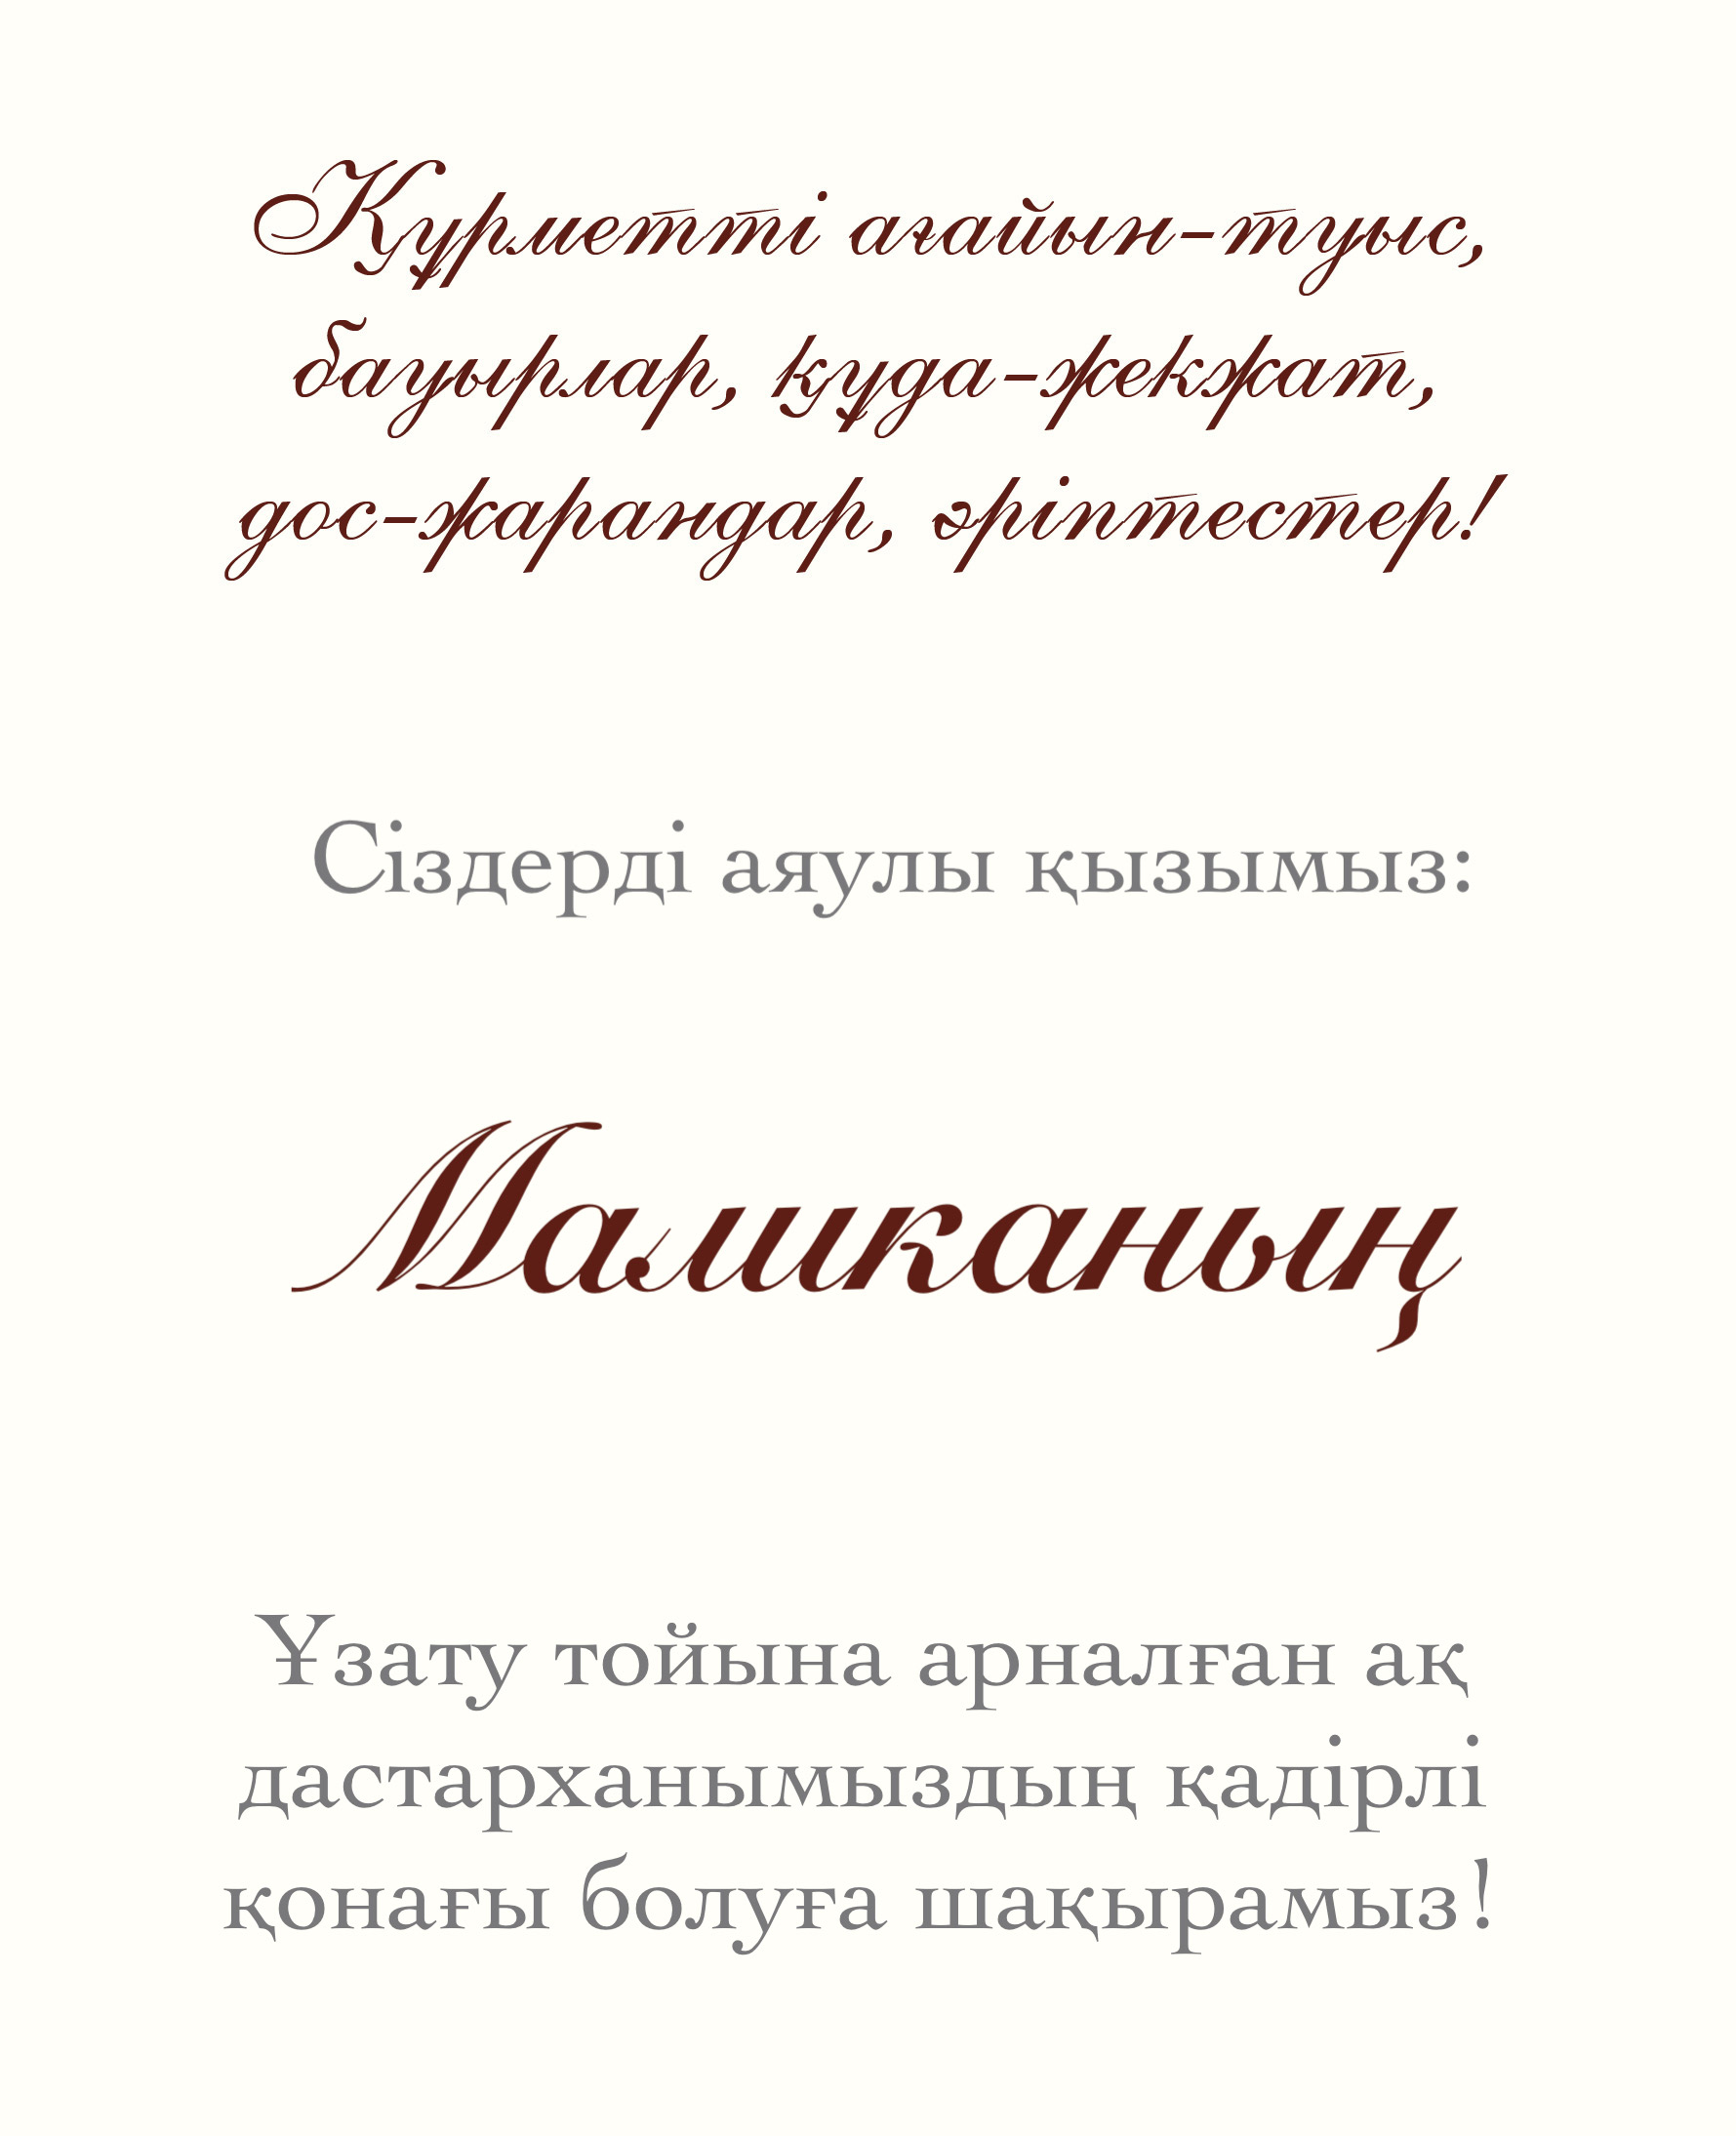 Құрметті ағайын-туыс,
бауырлар, құда-жекжат,
дос-жарандар, әріптестер!
Сіздерді аяулы қызымыз:
Маликаның
Ұзату тойына арналған ақ
дастарханымыздың қадірлі
қонағы болуға шақырамыз!